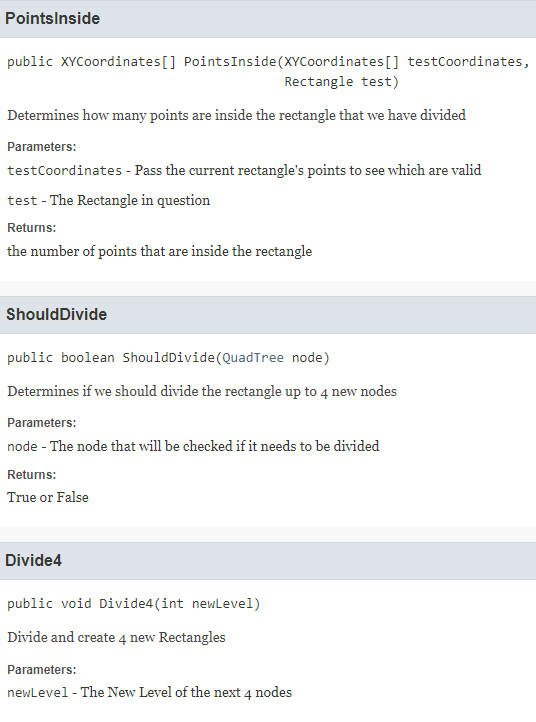 PointsInside
public XYCoordinates[] PointsInside(XYCoordinates[] testCoordinates,
Rectangle test)
Determines how many points are inside the rectangle that we have divided
Parameters:
testCoordinates - Pass the current rectangle's points to see which are valid
test - The Rectangle in question
Returns:
the number of points that are inside the rectangle
ShouldDivide
public boolean ShouldDivide(QuadTree node)
Determines if we should divide the rectangle up to 4 new nodes
Parameters:
node - The node that will be checked if it needs to be divided
Returns:
True or False
Divide4
public void Divide4(int newLevel)
Divide and create 4 new Rectangles
Parameters:
newLevel - The New Level of the next 4 nodes